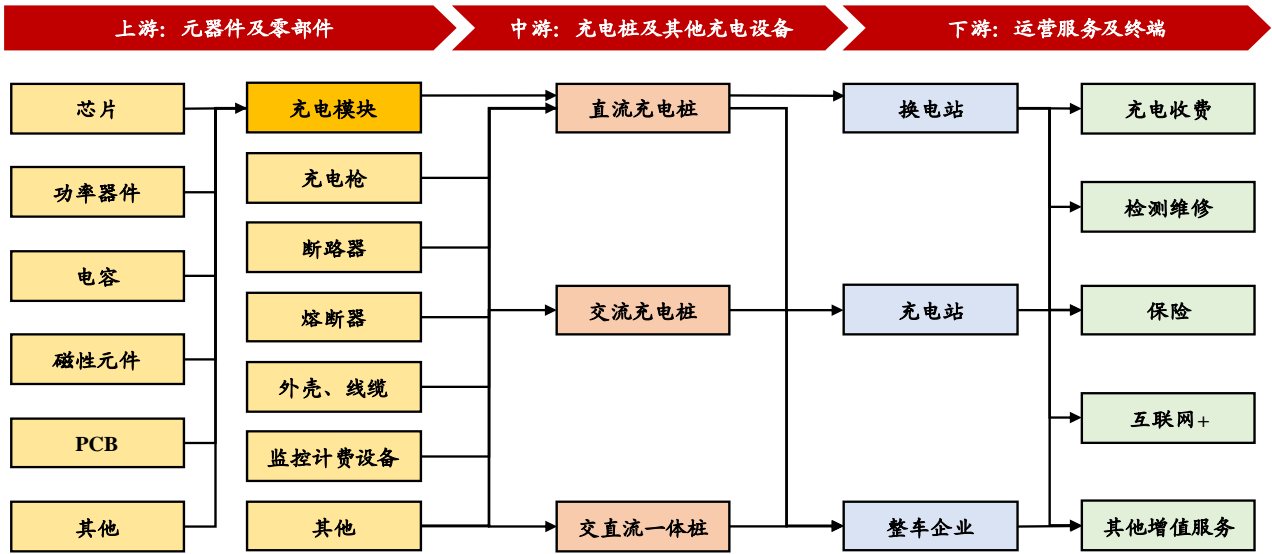 上游：元器件及零部件
中游：充电桩及其他充电设备
下游：运营服务及终端
芯片
功率器件
电容
磁性元件
PCB
其他
充电模块
充电枪
断路器
熔断器
外壳、线缆
监控计费设备
其他
直流充电桩
交流充电桩
交直流一体桩
换电站
充电站
整车企业
充电收费
检测维修
保险
互联网+
其他增值服务